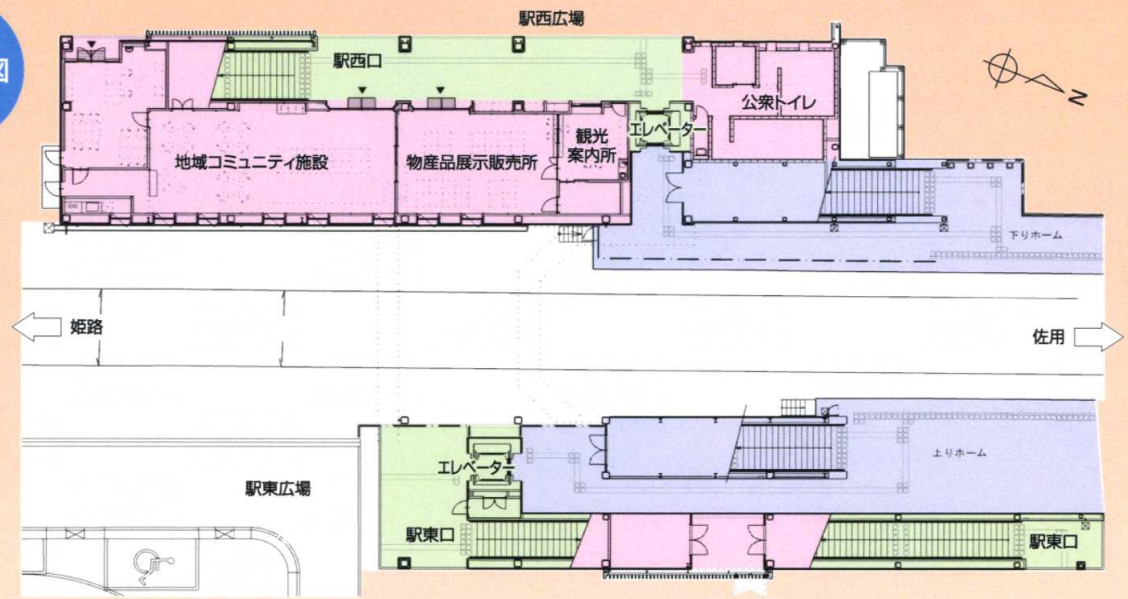 駅西広場
図
駅西口
公衆トイレ
N
エレベーター
観光
案内所
地域コミュニティ施設
物産品展示販売所
下りホーム
姫路
佐用
上りホーム
エレベーター
駅東広場
駅東口
駅東口